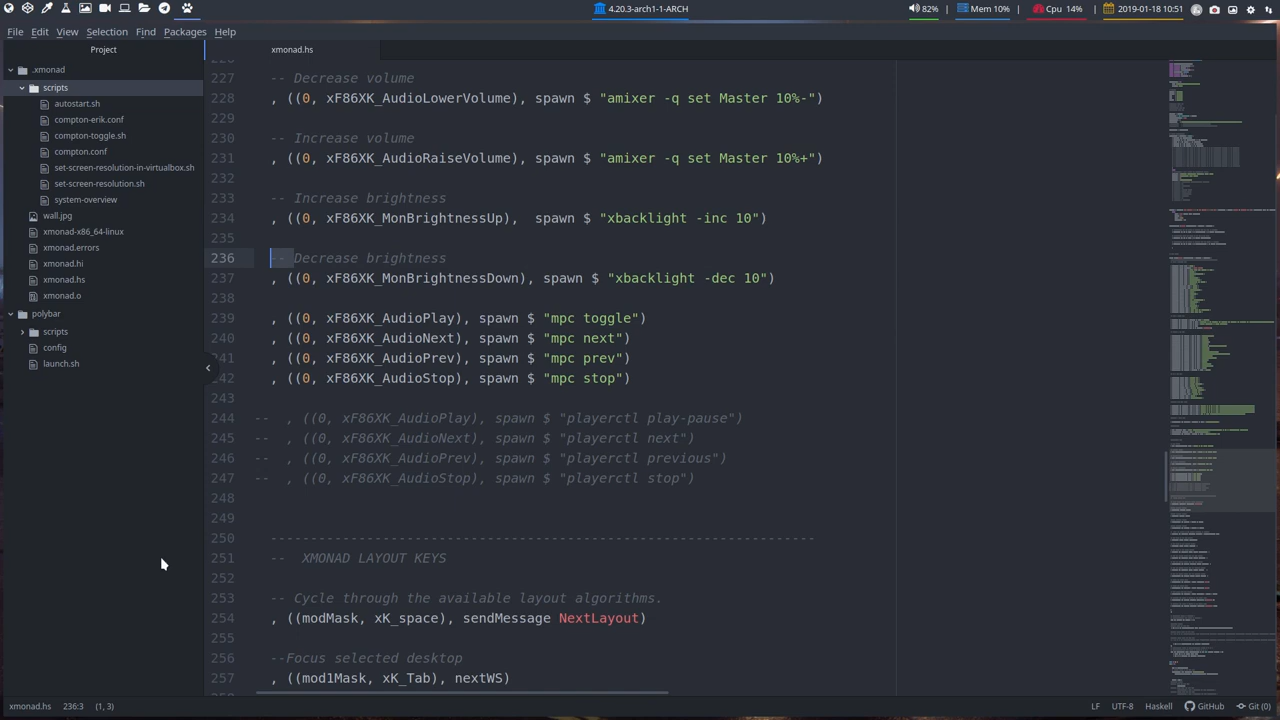 4.20.3-arch1-1-ARCH
82%
Mem 10%
Cpu 14%
2019-01-18 10:51
File Edit View Selection Find Packages Help
Project
xmonad.hs
.xmonad
scripts
autostart.sh
compton-erik.conf
compton-toggle.sh
compton.conf
set-screen-resolution-in-virtualbox.sh
set-screen-resolution.sh
system-overview
wall.jpg
xmonad-x86_64-linux
xmonad.errors
xmonad.hi
xmonad.hs
xmonad.o
polybar
scripts
config
launch.sh
227 -- Decrease volume
228 , ((0, xF86XK_AudioLowerVolume), spawn $ "amixer -q set Master 10%-")
229
230 -- Increase volume
231 , ((0, xF86XK_AudioRaiseVolume), spawn $ "amixer -q set Master 10%+")
232
233 -- Increase brightness
234 , ((0, xF86XK_MonBrightnessUp), spawn $ "xbacklight -inc 10")
235
236 -- Decrease brightness
237 , ((0, xF86XK_MonBrightnessDown), spawn $ "xbacklight -dec 10")
238
239 , ((0, xF86XK_AudioPlay), spawn $ "mpc toggle")
240 , ((0, xF86XK_AudioNext), spawn $ "mpc next")
241 , ((0, xF86XK_AudioPrev), spawn $ "mpc prev")
242 , ((0, xF86XK_AudioStop), spawn $ "mpc stop")
243
244 -- , ((0, xF86XK_AudioPlay), spawn $ "playerctl play-pause")
245 -- , ((0, xF86XK_AudioNext), spawn $ "playerctl next")
246 -- , ((0, xF86XK_AudioPrev), spawn $ "playerctl previous")
247 -- , ((0, xF86XK_AudioStop), spawn $ "playerctl stop")
248
249
250 --------------------------------------------------------------------
251 -- XMONAD LAYOUT KEYS
252
253 -- Cycle through the available layout algorithms.
254 , ((modMask, xK_space), sendMessage NextLayout)
255
256 --Focus selected desktop
257 , ((mod1Mask, xK_Tab), nextWS)
xmonad.hs 236:3 (1, 3)
LF UTF-8 Haskell GitHub Git (0)